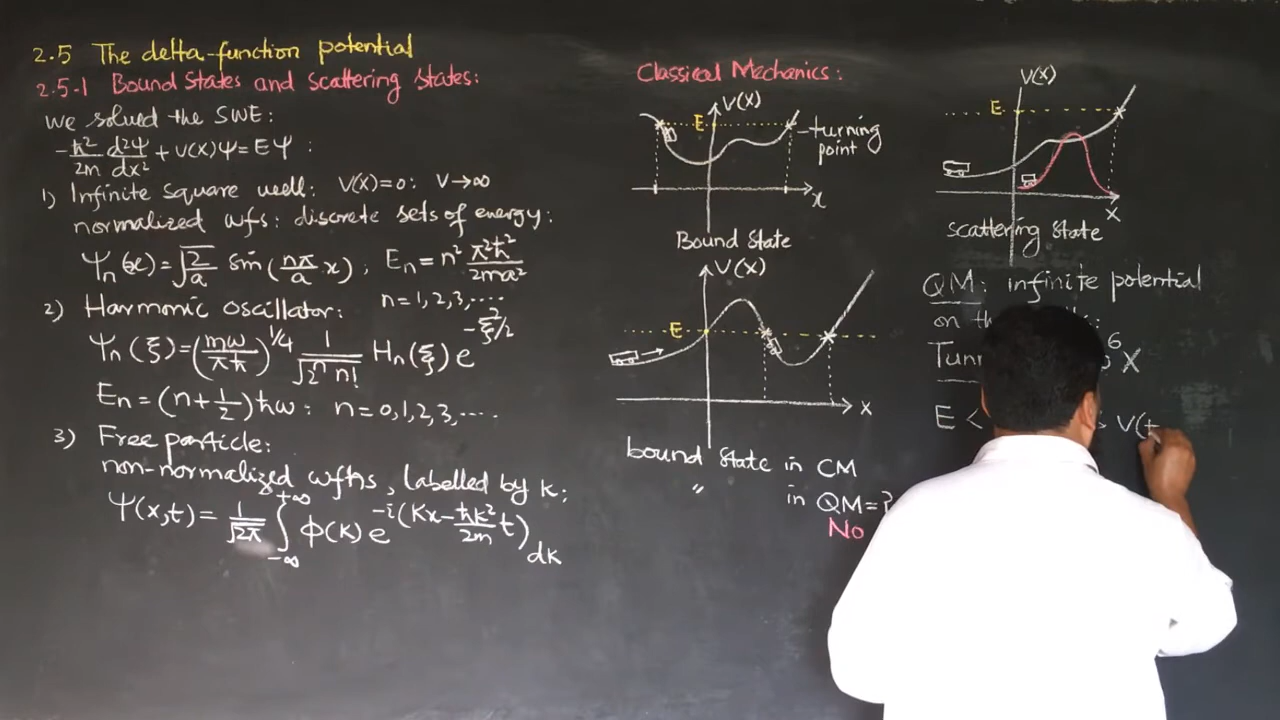 2.5 The delta-function potential
2.5.1 Bound States and scattering states:
we solved the SWE:
-ħ²/2m d²Ψ/dx² + V(x)Ψ = EΨ :
1) Infinite square well: V(x)=0: V→∞
normalized wfs: discrete sets of energy:
Ψn(x) = √(2/a) sin(nπ/a x); En = n² π²ħ²/2ma²
n=1,2,3,....
2) Harmonic oscillator:
Ψn(ξ) = (mω/πħ)^1/4 1/√(2ⁿ n!) Hn(ξ) e^-ξ²/2
En = (n+1/2)ħω: n=0,1,2,3,....
3) Free particle:
non-normalized wfns, labelled by k;
Ψ(x,t) = 1/√2π ∫-∞^+∞ φ(k) e^-i(Kx-ħk²/2m t) dk
Classical Mechanics:
V(x)
E
turning
point
x
Bound State
V(x)
E
x
bound State in CM
" in QM=?
No
V(X)
E
X
scattering State
QM: infinite potential
on
6
X
E <
V(